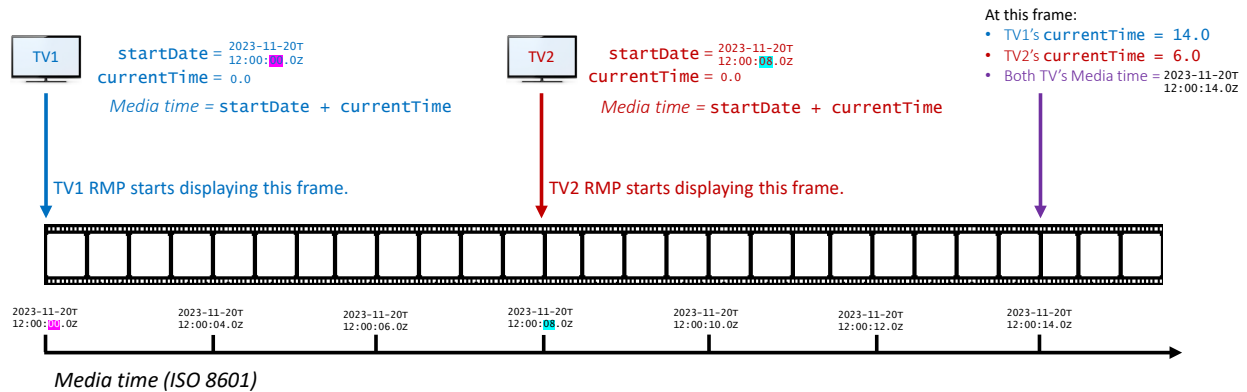 TV1
startDate = 2023-11-20T
12:00:00.0Z
currentTime = 0.0
Media time = startDate + currentTime
TV1 RMP starts displaying this frame.
TV2
startDate = 2023-11-20T
12:00:08.0Z
currentTime = 0.0
Media time = startDate + currentTime
TV2 RMP starts displaying this frame.
At this frame:
• TV1's currentTime = 14.0
• TV2's currentTime = 6.0
• Both TV's Media time = 2023-11-20T
12:00:14.0Z
2023-11-20T
12:00:00.0Z
2023-11-20T
12:00:04.0Z
2023-11-20T
12:00:06.0Z
2023-11-20T
12:00:08.0Z
2023-11-20T
12:00:10.0Z
2023-11-20T
12:00:12.0Z
2023-11-20T
12:00:14.0Z
Media time (ISO 8601)